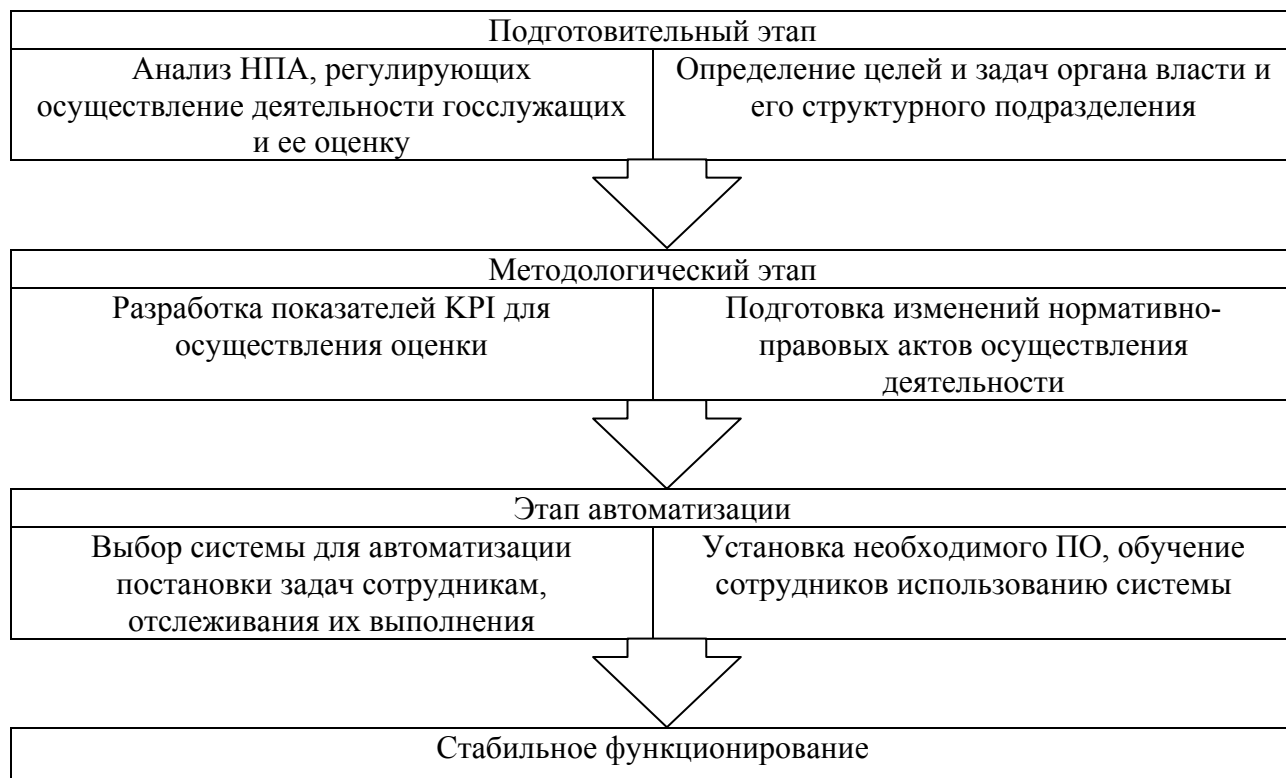 Подготовительный этап
Анализ НПА, регулирующих
осуществление деятельности госслужащих
и ее оценку
Определение целей и задач органа власти и
его структурного подразделения
Методологический этап
Разработка показателей KPI для
осуществления оценки
Подготовка изменений нормативно-
правовых актов осуществления
деятельности
Этап автоматизации
Выбор системы для автоматизации
постановки задач сотрудникам,
отслеживания их выполнения
Установка необходимого ПО, обучение
сотрудников использованию системы
Стабильное функционирование